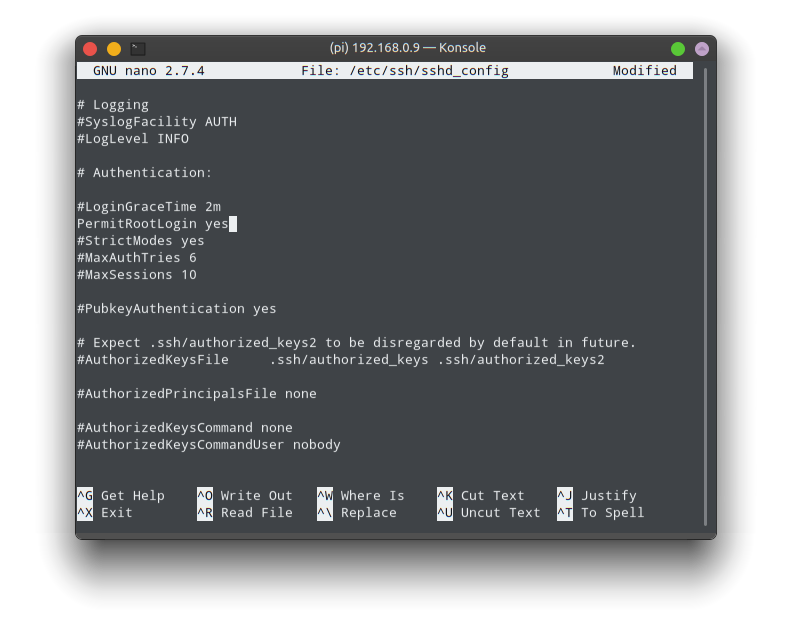 (pi) 192.168.0.9 — Konsole
GNU nano 2.7.4 File: /etc/ssh/sshd_config Modified
# Logging
#SyslogFacility AUTH
#LogLevel INFO
# Authentication:
#LoginGraceTime 2m
PermitRootLogin yes
#StrictModes yes
#MaxAuthTries 6
#MaxSessions 10
#PubkeyAuthentication yes
# Expect .ssh/authorized_keys2 to be disregarded by default in future.
#AuthorizedKeysFile     .ssh/authorized_keys .ssh/authorized_keys2
#AuthorizedPrincipalsFile none
#AuthorizedKeysCommand none
#AuthorizedKeysCommandUser nobody
^G Get Help ^O Write Out ^W Where Is ^K Cut Text ^J Justify
^X Exit ^R Read File ^\ Replace ^U Uncut Text ^T To Spell